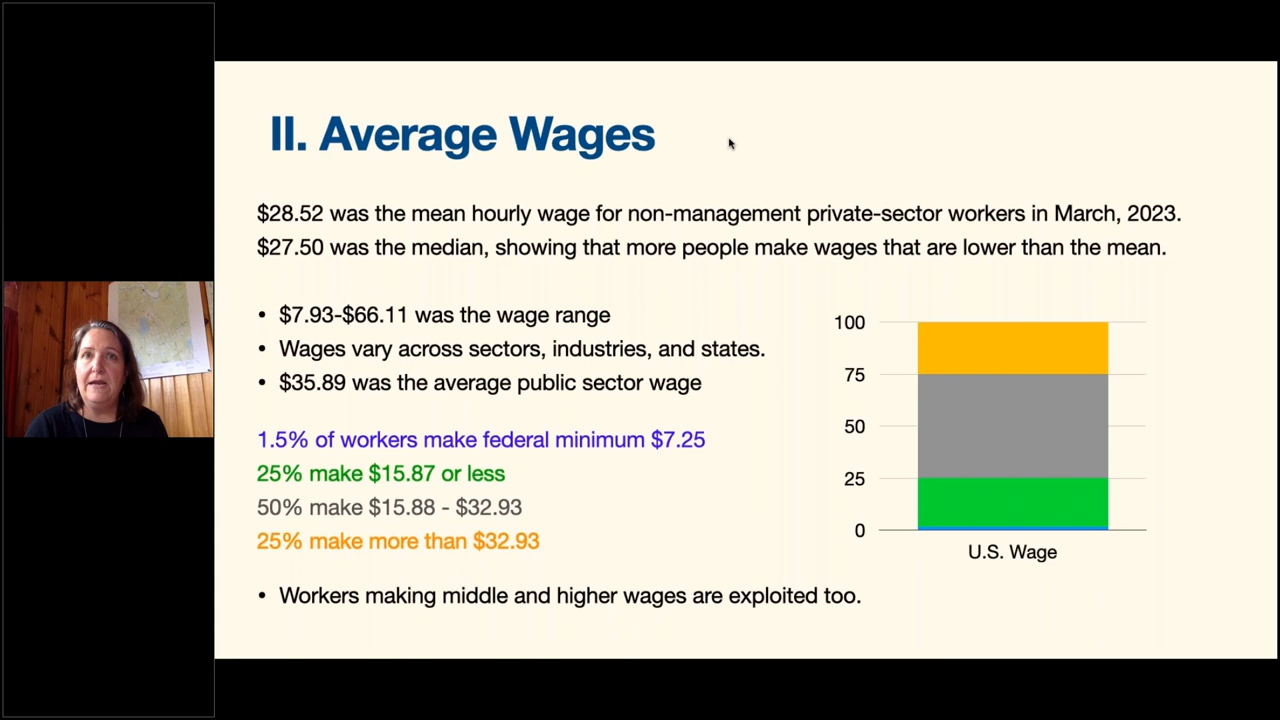 II. Average Wages
$28.52 was the mean hourly wage for non-management private-sector workers in March, 2023.
$27.50 was the median, showing that more people make wages that are lower than the mean.
• $7.93-$66.11 was the wage range
• Wages vary across sectors, industries, and states.
• $35.89 was the average public sector wage
1.5% of workers make federal minimum $7.25
25% make $15.87 or less
50% make $15.88 - $32.93
25% make more than $32.93
• Workers making middle and higher wages are exploited too.
100
75
50
25
0
U.S. Wage